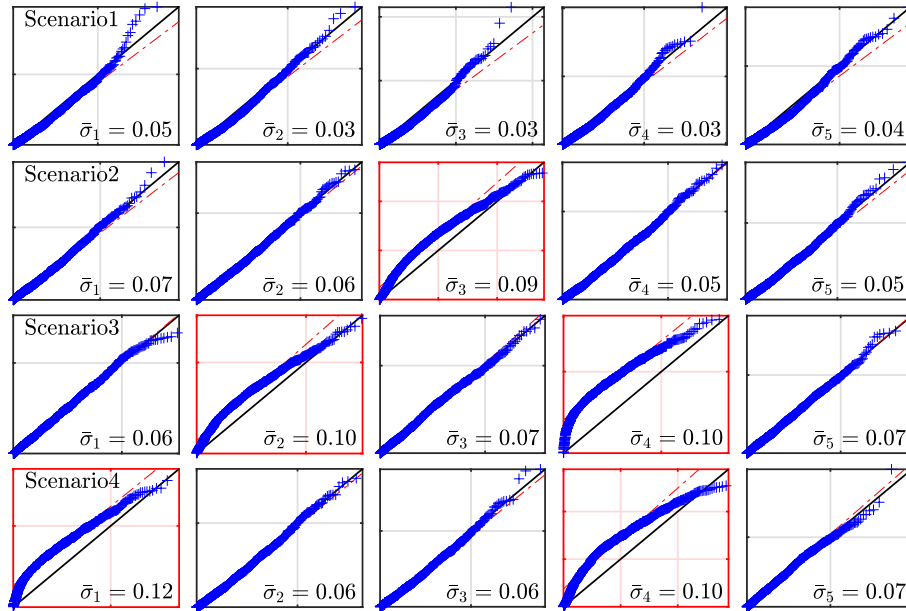 Scenario1
σ̄₁ = 0.05
σ̄₂ = 0.03
σ̄₃ = 0.03
σ̄₄ = 0.03
σ̄₅ = 0.04
Scenario2
σ̄₁ = 0.07
σ̄₂ = 0.06
σ̄₃ = 0.09
σ̄₄ = 0.05
σ̄₅ = 0.05
Scenario3
σ̄₁ = 0.06
σ̄₂ = 0.10
σ̄₃ = 0.07
σ̄₄ = 0.10
σ̄₅ = 0.07
Scenario4
σ̄₁ = 0.12
σ̄₂ = 0.06
σ̄₃ = 0.06
σ̄₄ = 0.10
σ̄₅ = 0.07